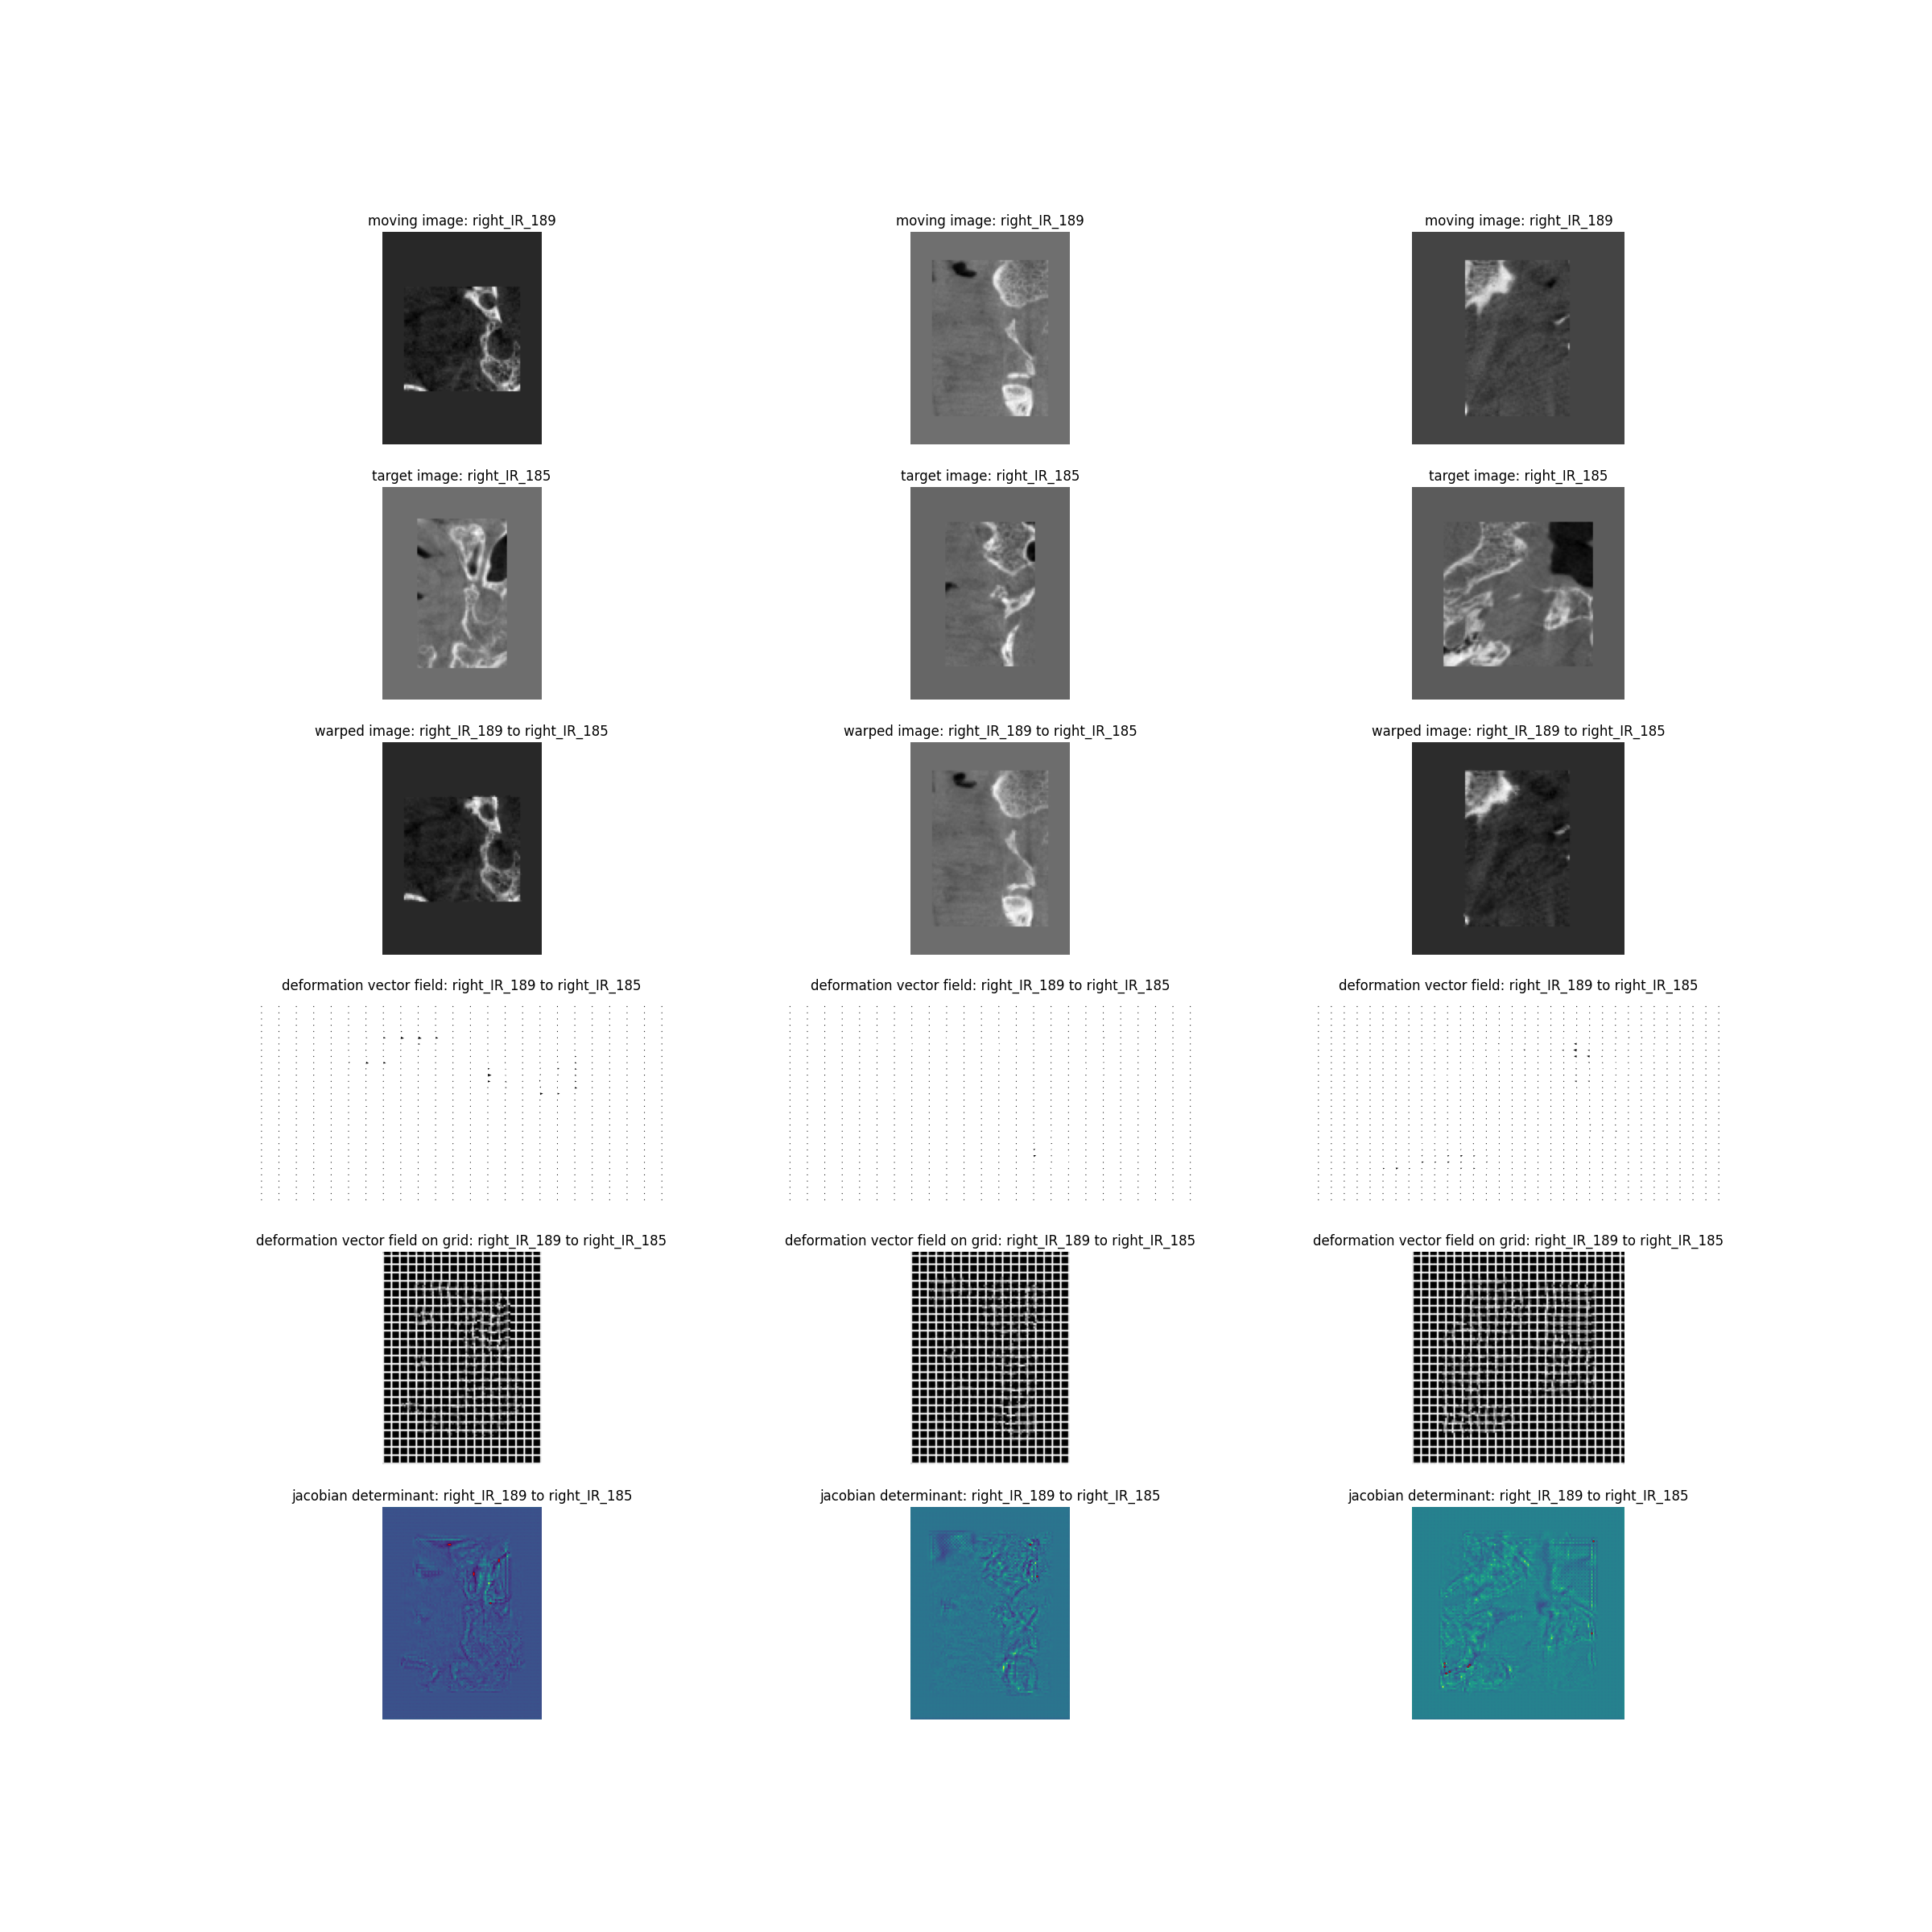 moving image: right_IR_189 moving image: right_IR_189 moving image: right_IR_189
target image: right_IR_185 target image: right_IR_185 target image: right_IR_185
warped image: right_IR_189 to right_IR_185 warped image: right_IR_189 to right_IR_185 warped image: right_IR_189 to right_IR_185
deformation vector field: right_IR_189 to right_IR_185 deformation vector field: right_IR_189 to right_IR_185 deformation vector field: right_IR_189 to right_IR_185
deformation vector field on grid: right_IR_189 to right_IR_185 deformation vector field on grid: right_IR_189 to right_IR_185 deformation vector field on grid: right_IR_189 to right_IR_185
jacobian determinant: right_IR_189 to right_IR_185 jacobian determinant: right_IR_189 to right_IR_185 jacobian determinant: right_IR_189 to right_IR_185